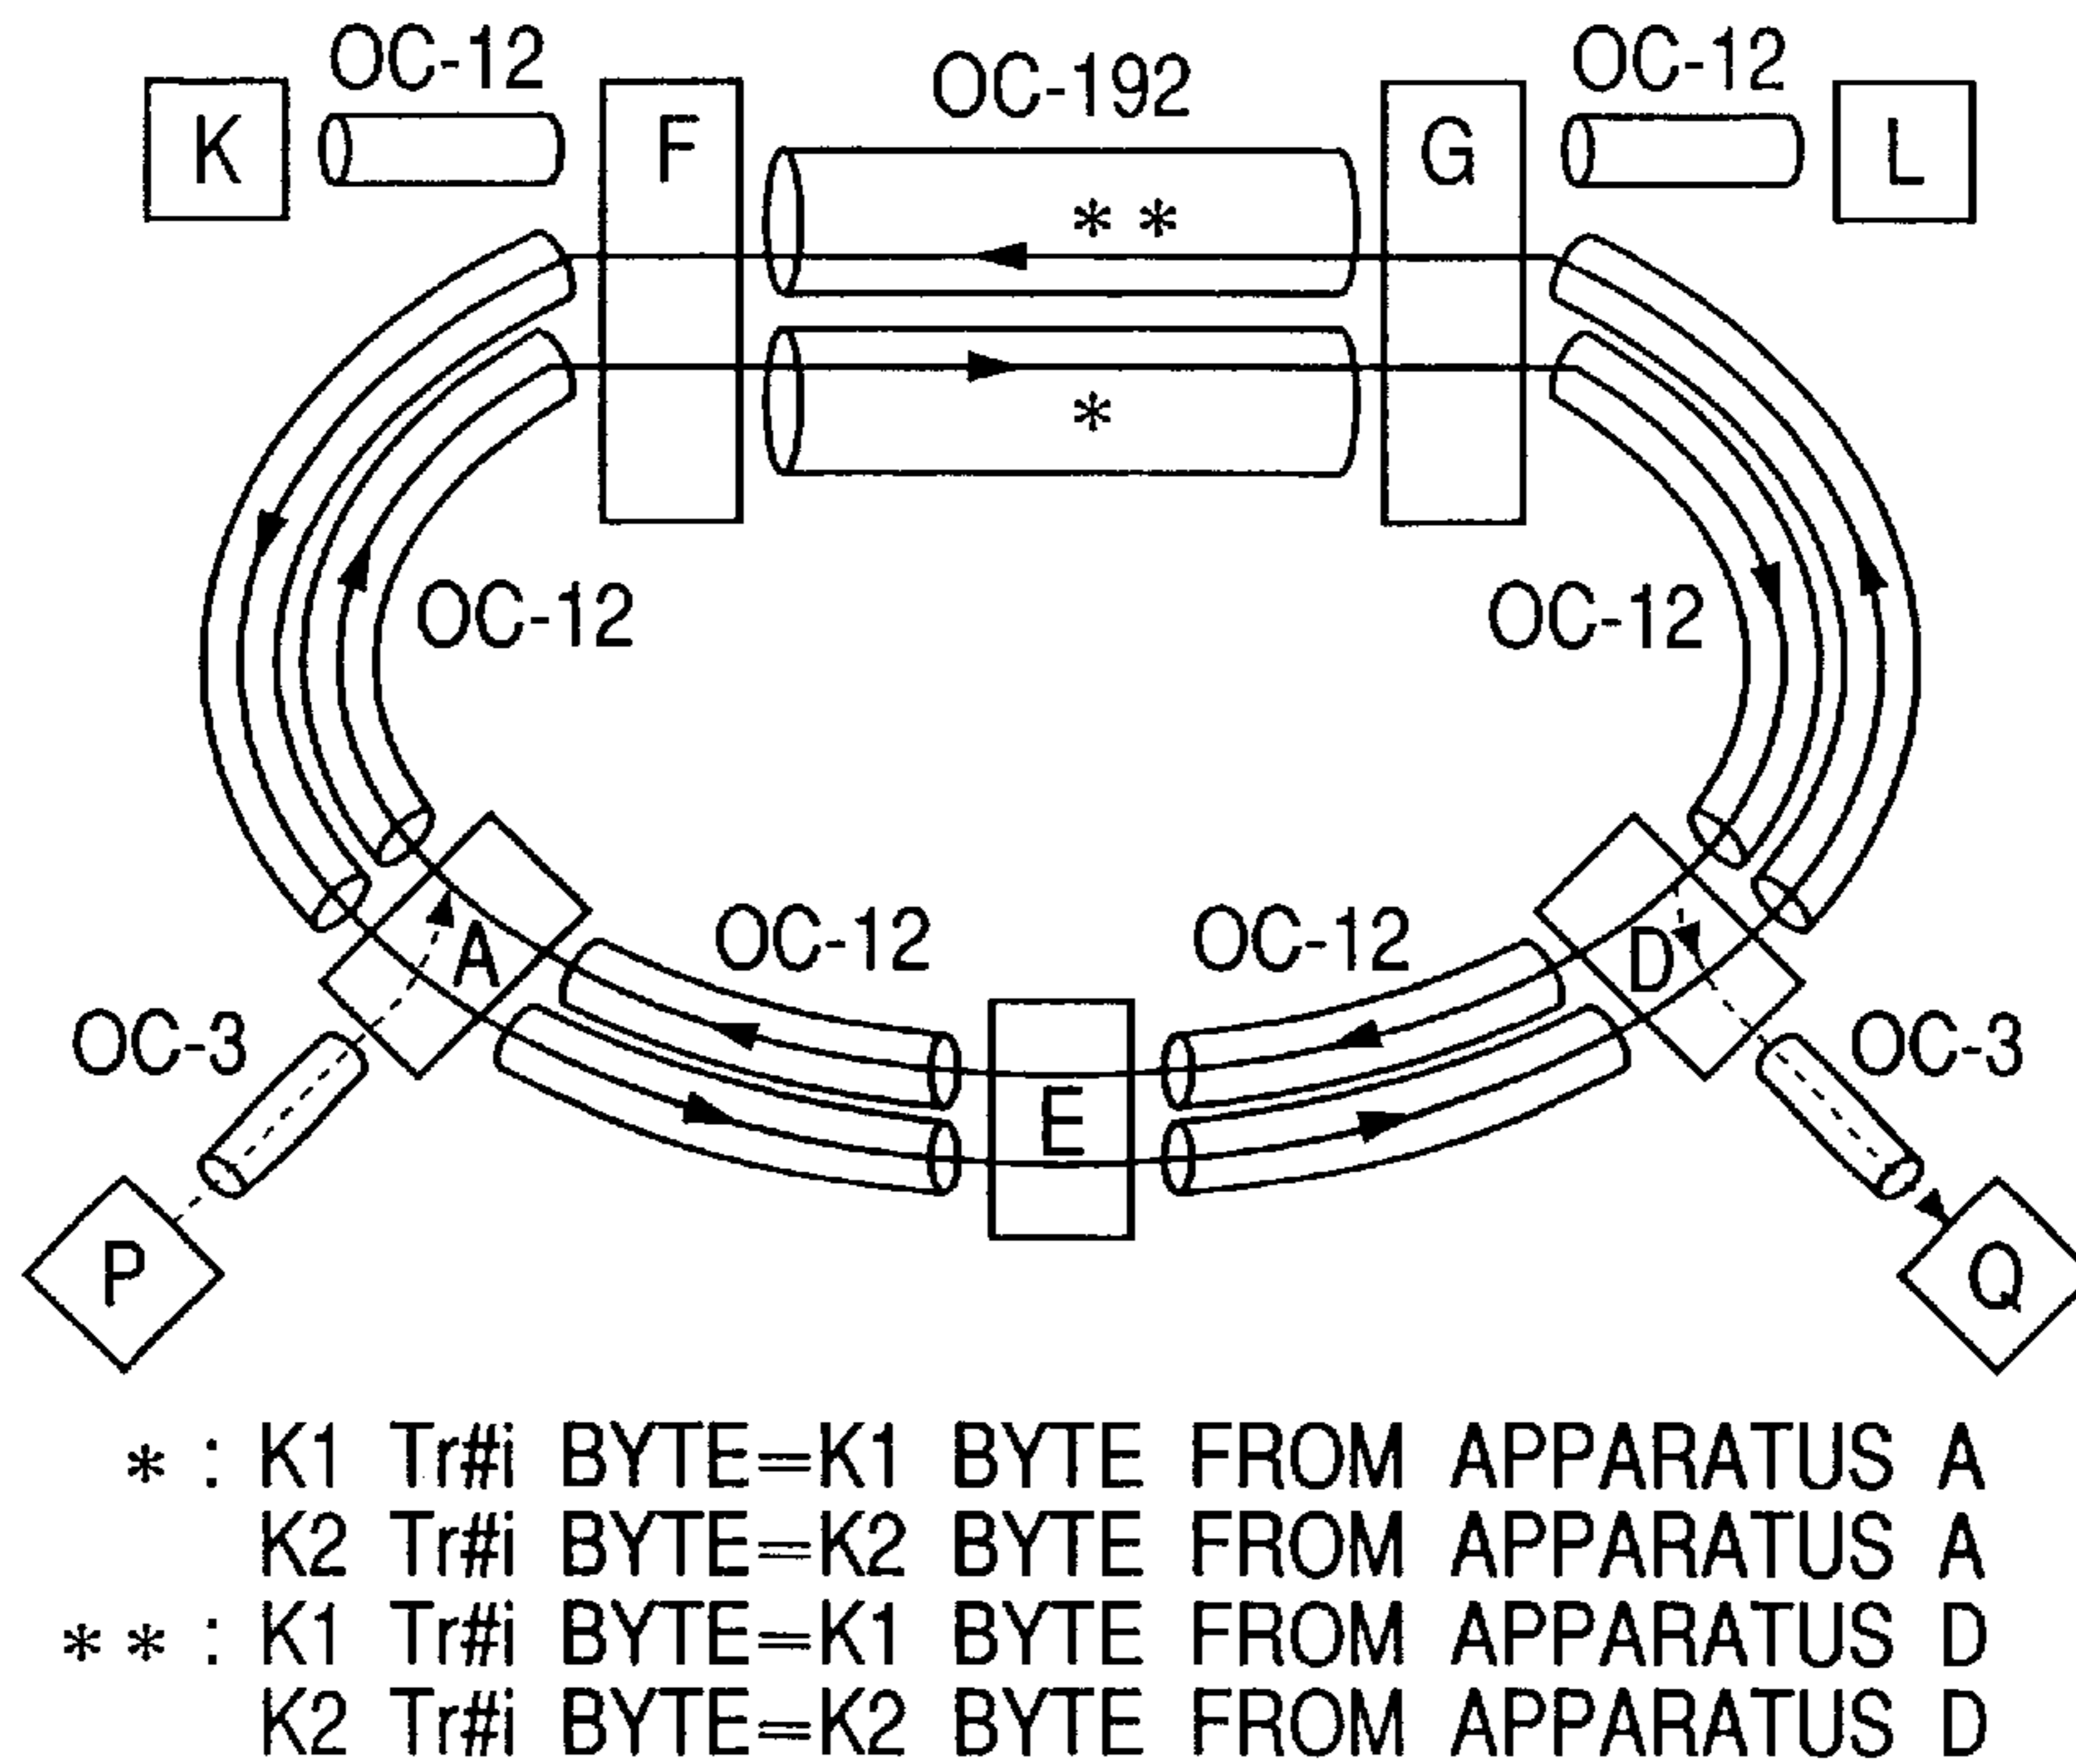 OC-12
OC-192
OC-12
K
F
G
L
* *
*
OC-12
OC-12
OC-12
OC-12
A
D
OC-3
OC-3
E
P
Q
* : K1 Tr#i BYTE=K1 BYTE FROM APPARATUS A
K2 Tr#i BYTE=K2 BYTE FROM APPARATUS A
* * : K1 Tr#i BYTE=K1 BYTE FROM APPARATUS D
K2 Tr#i BYTE=K2 BYTE FROM APPARATUS D